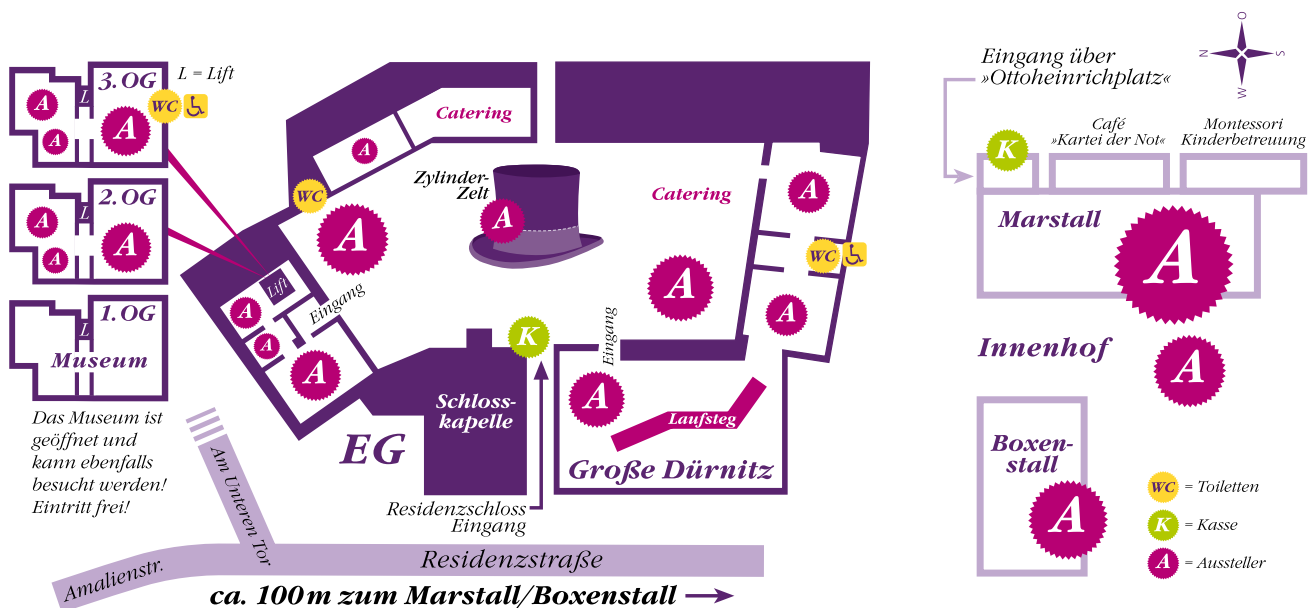 3. OG
L = Lift
L
A
A
A
WC
2. OG
L
A
A
A
1. OG
L
Museum
Das Museum ist
geöffnet und
kann ebenfalls
besucht werden!
Eintritt frei!
Catering
A
WC
A
Zylinder-
Zelt
A
Catering
A
A
WC
A
Lift
A
A
A
Eingang
K
Eingang
Schloss-
kapelle
EG
A
Laufsteg
Große Dürnitz
Residenzschloss
Eingang
Am Unteren Tor
Amalienstr.
Residenzstraße
ca. 100 m zum Marstall/Boxenstall
Eingang über
»Ottoheinrichplatz«
O
N
S
W
K
Café
»Kartei der Not«
Montessori
Kinderbetreuung
Marstall
A
Innenhof
A
Boxen-
stall
A
WC = Toiletten
K = Kasse
A = Aussteller